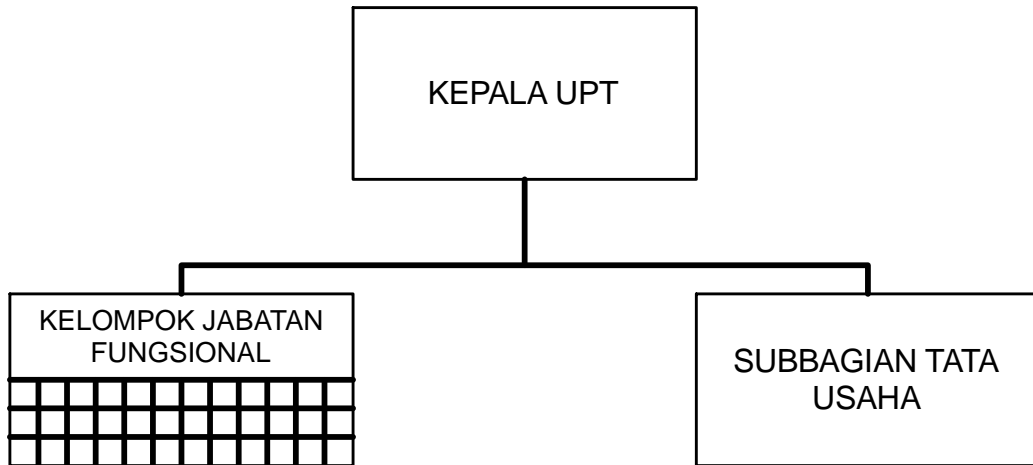 KEPALA UPT
KELOMPOK JABATAN
FUNGSIONAL
SUBBAGIAN TATA
USAHA